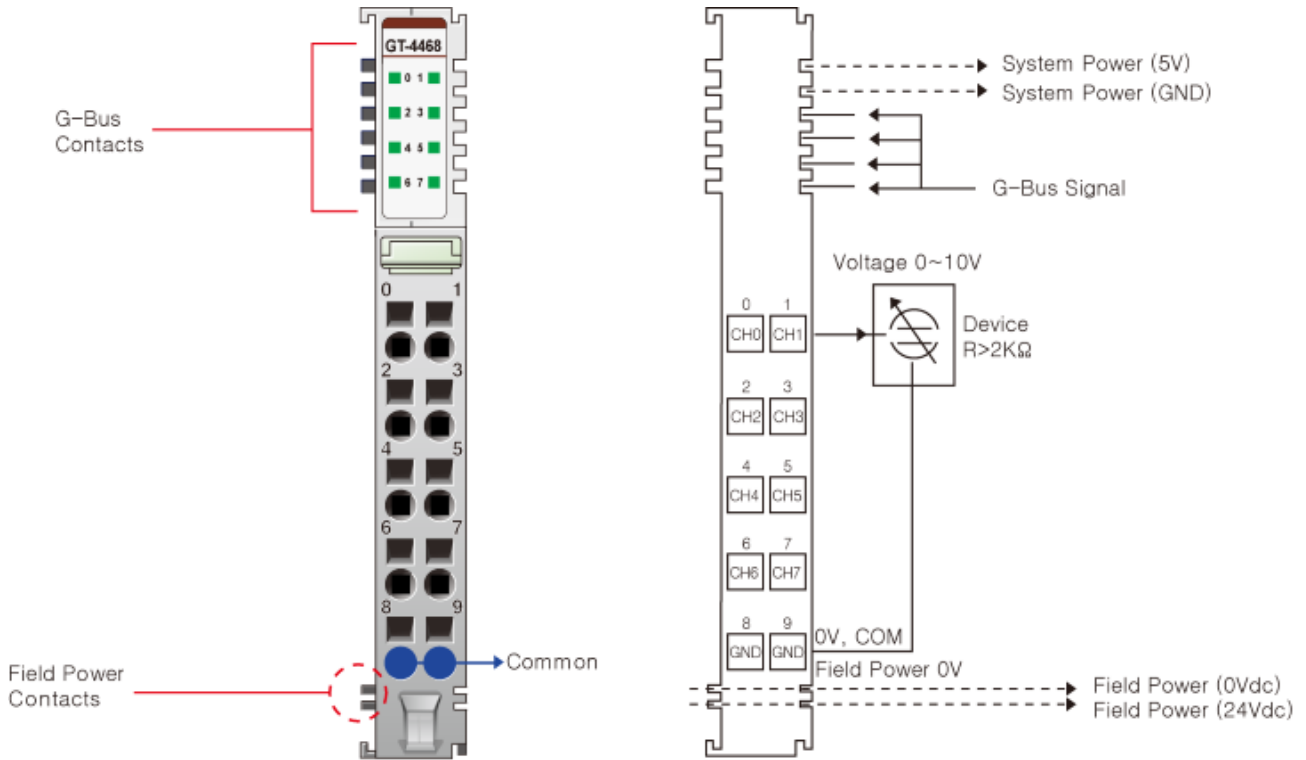 GT-4468
0 1
2 3
4 5
6 7
G-Bus
Contacts
0 1
2 3
4 5
6 7
8 9
Common
Field Power
Contacts
System Power (5V)
System Power (GND)
G-Bus Signal
Voltage 0~10V
Device
R>2KΩ
0 1
CH0 CH1
2 3
CH2 CH3
4 5
CH4 CH5
6 7
CH6 CH7
8 9
GND GND
0V, COM
Field Power 0V
Field Power (0Vdc)
Field Power (24Vdc)